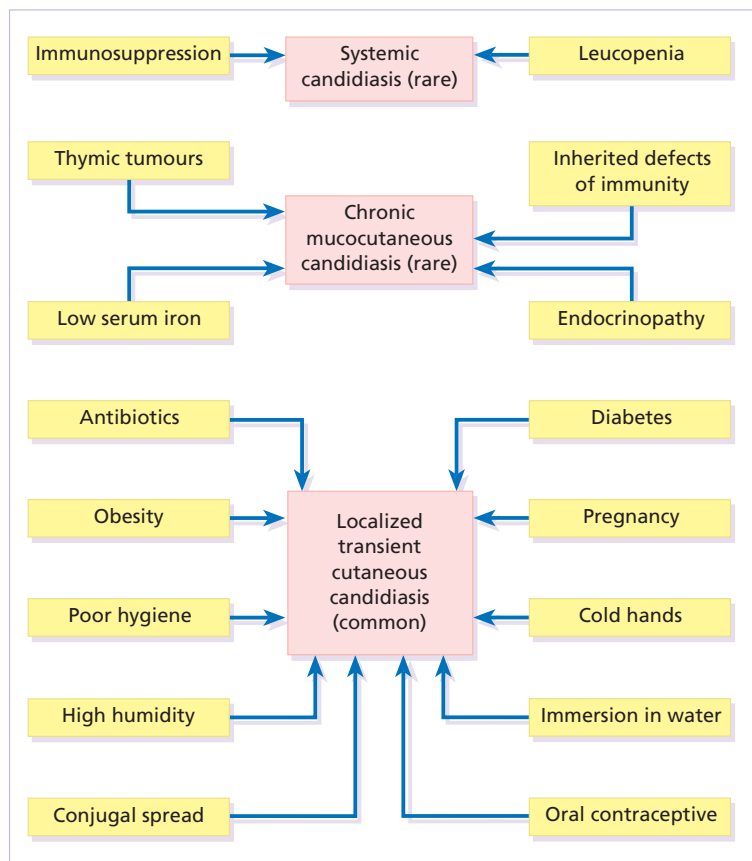 Immunosuppression
Systemic
candidiasis (rare)
Leucopenia
Thymic tumours
Inherited defects
of immunity
Chronic
mucocutaneous
candidiasis (rare)
Low serum iron
Endocrinopathy
Antibiotics
Diabetes
Obesity
Localized
transient
cutaneous
candidiasis
(common)
Pregnancy
Poor hygiene
Cold hands
High humidity
Immersion in water
Conjugal spread
Oral contraceptive